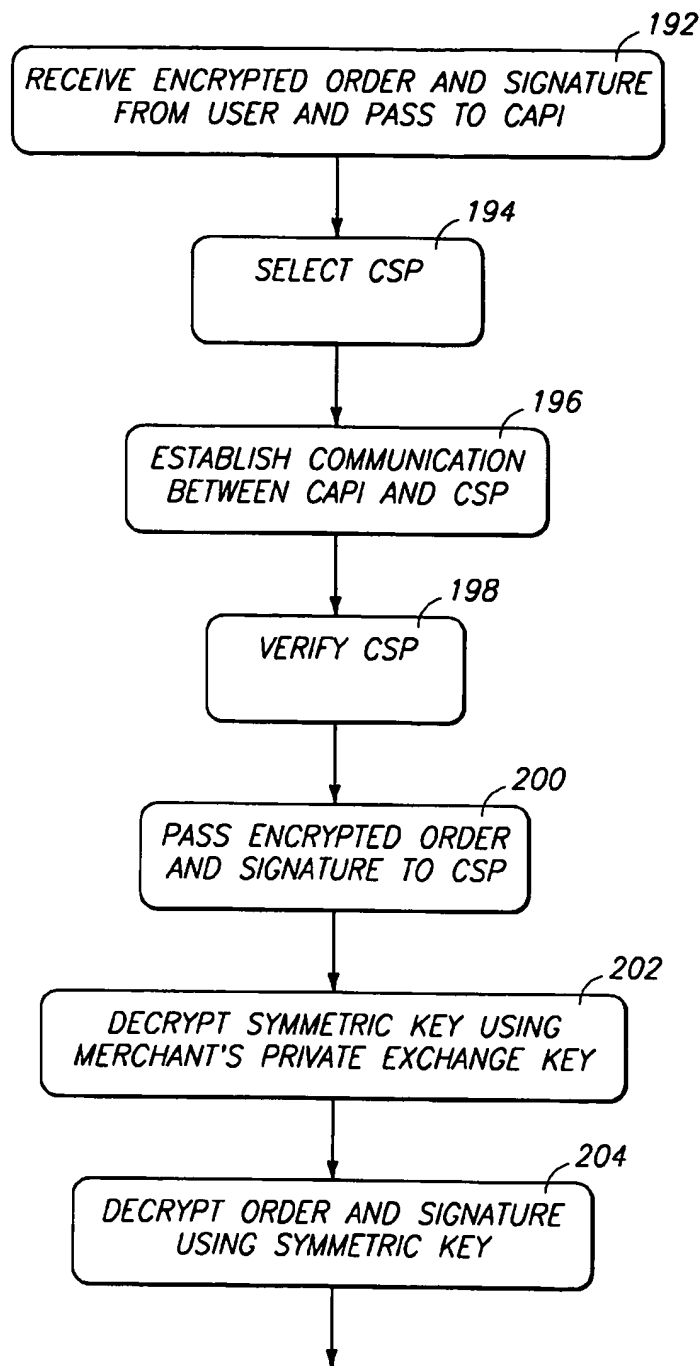 192
RECEIVE ENCRYPTED ORDER AND SIGNATURE
FROM USER AND PASS TO CAPI
194
SELECT CSP
196
ESTABLISH COMMUNICATION
BETWEEN CAPI AND CSP
198
VERIFY CSP
200
PASS ENCRYPTED ORDER
AND SIGNATURE TO CSP
202
DECRYPT SYMMETRIC KEY USING
MERCHANT'S PRIVATE EXCHANGE KEY
204
DECRYPT ORDER AND SIGNATURE
USING SYMMETRIC KEY